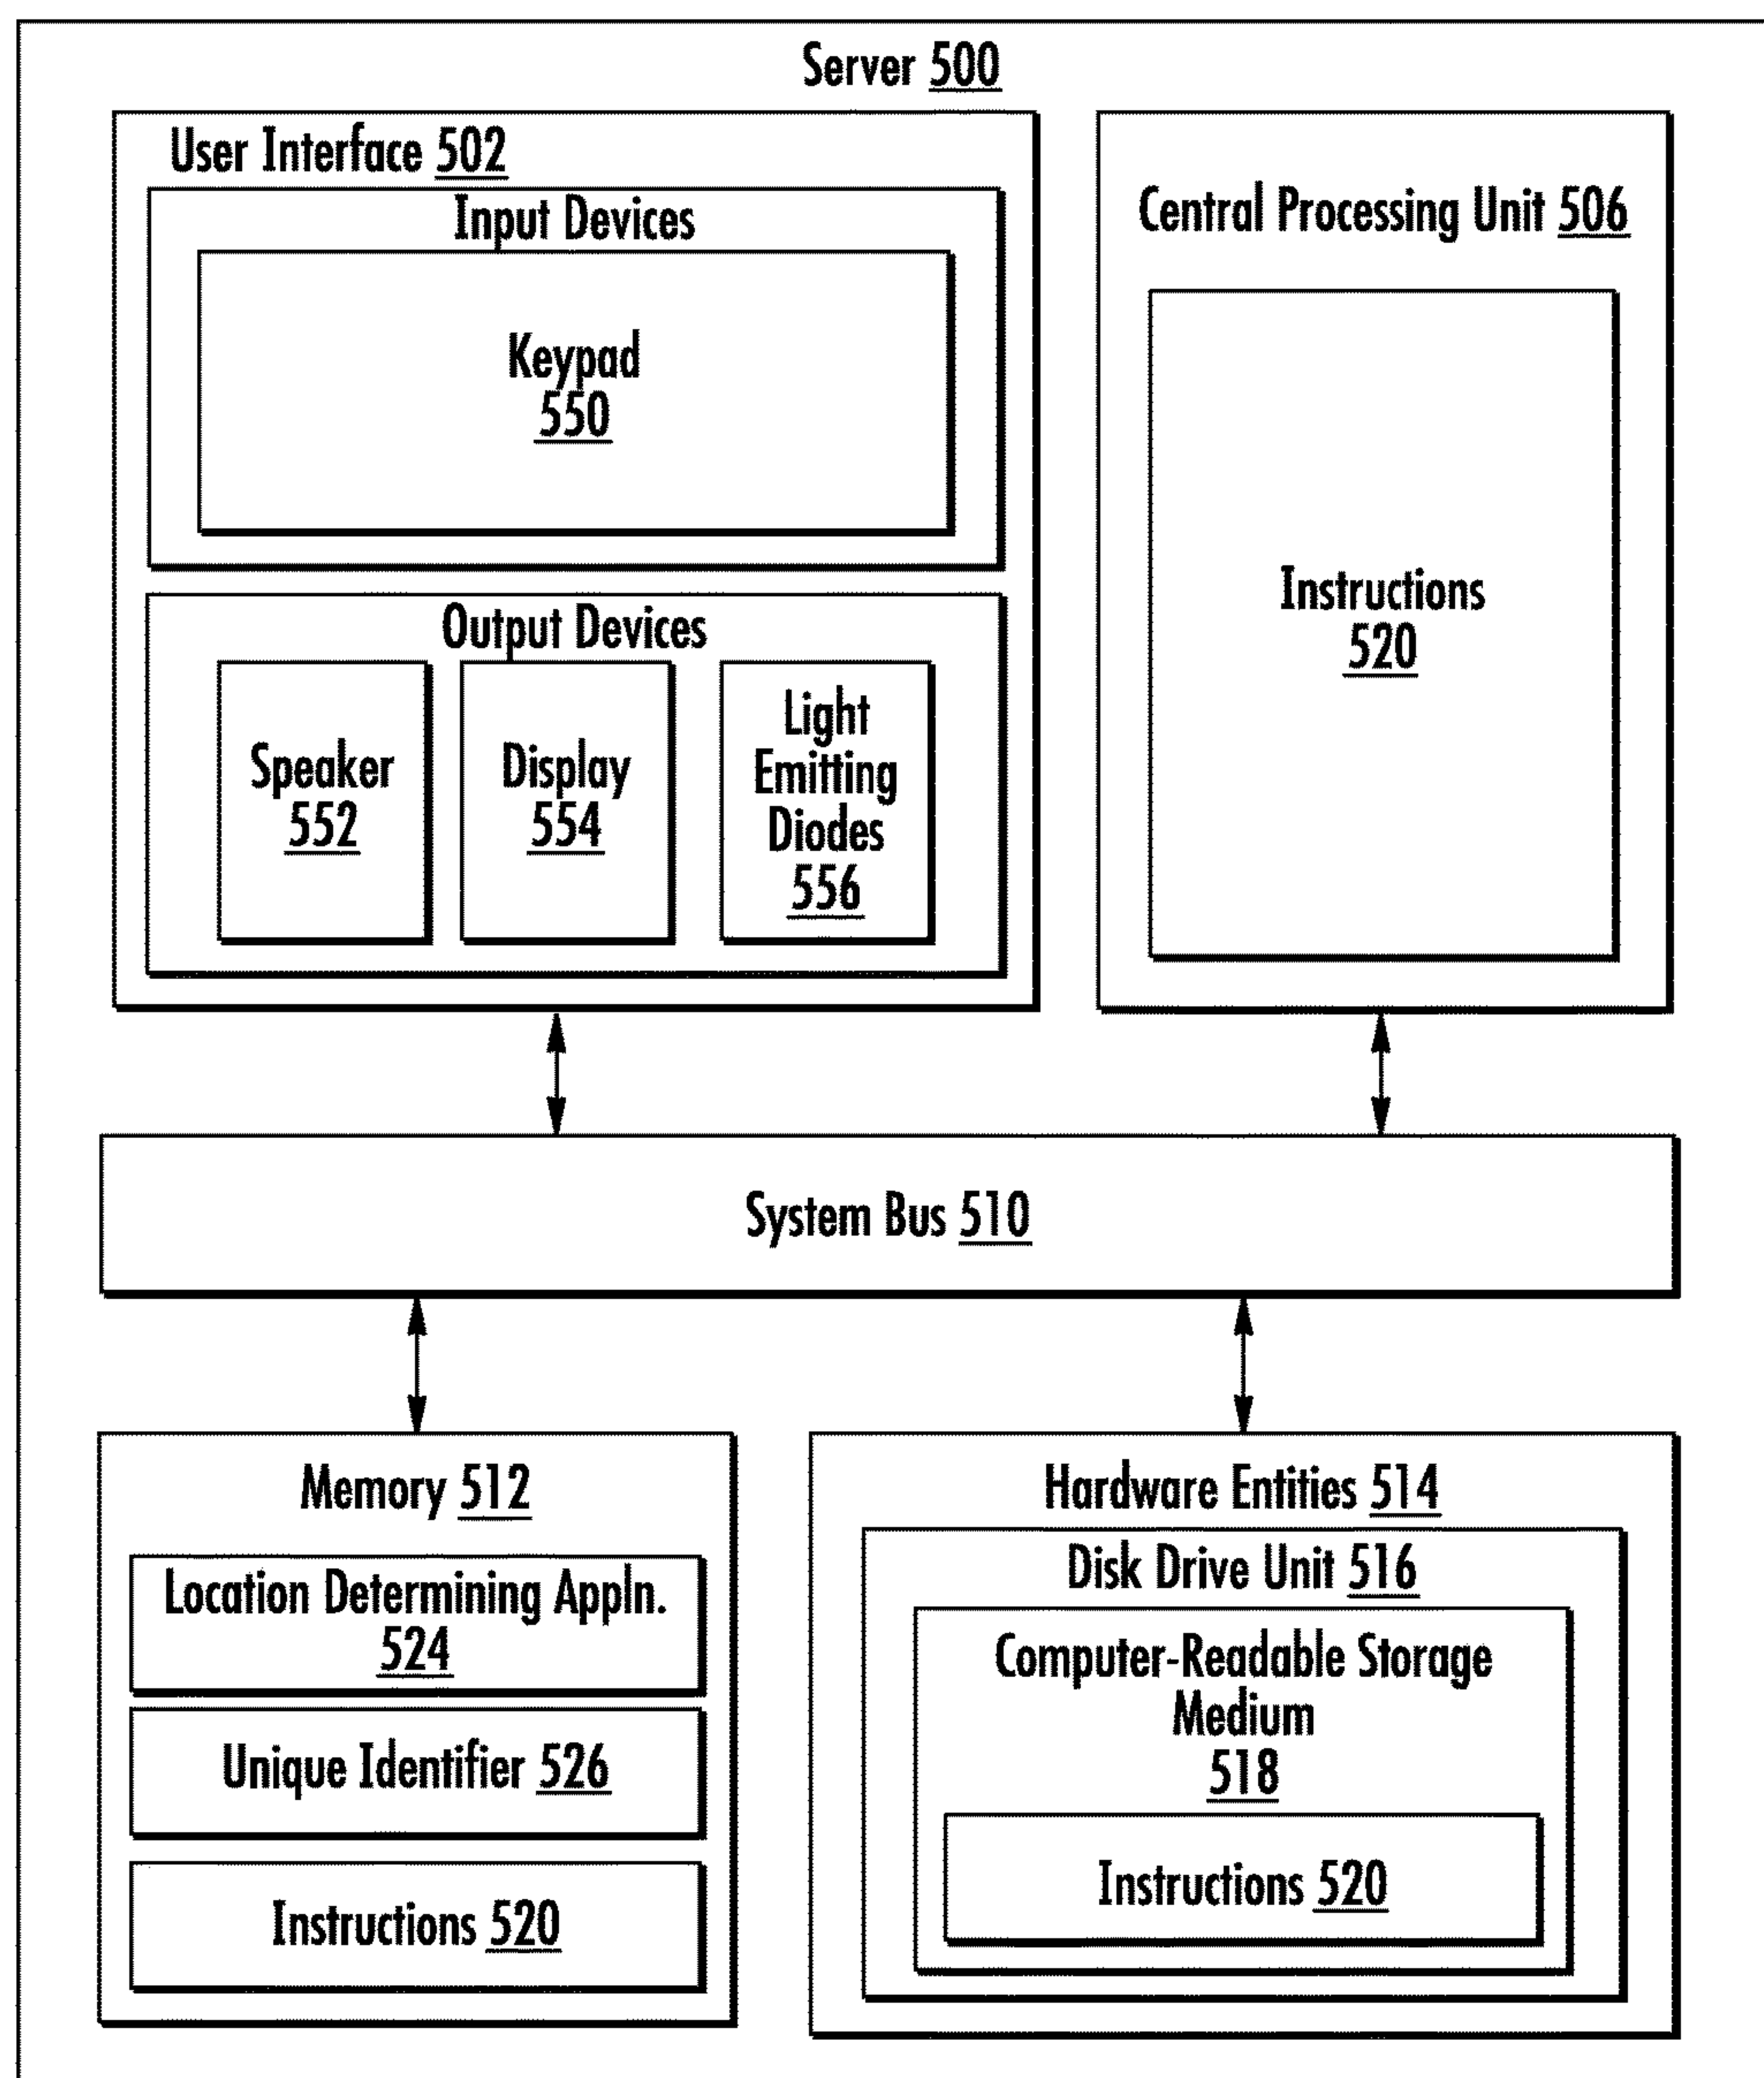 Server 500
User Interface 502
Input Devices
Keypad
550
Output Devices
Speaker
552
Display
554
Light
Emitting
Diodes
556
Central Processing Unit 506
Instructions
520
System Bus 510
Memory 512
Location Determining Appln.
524
Unique Identifier 526
Instructions 520
Hardware Entities 514
Disk Drive Unit 516
Computer-Readable Storage
Medium
518
Instructions 520